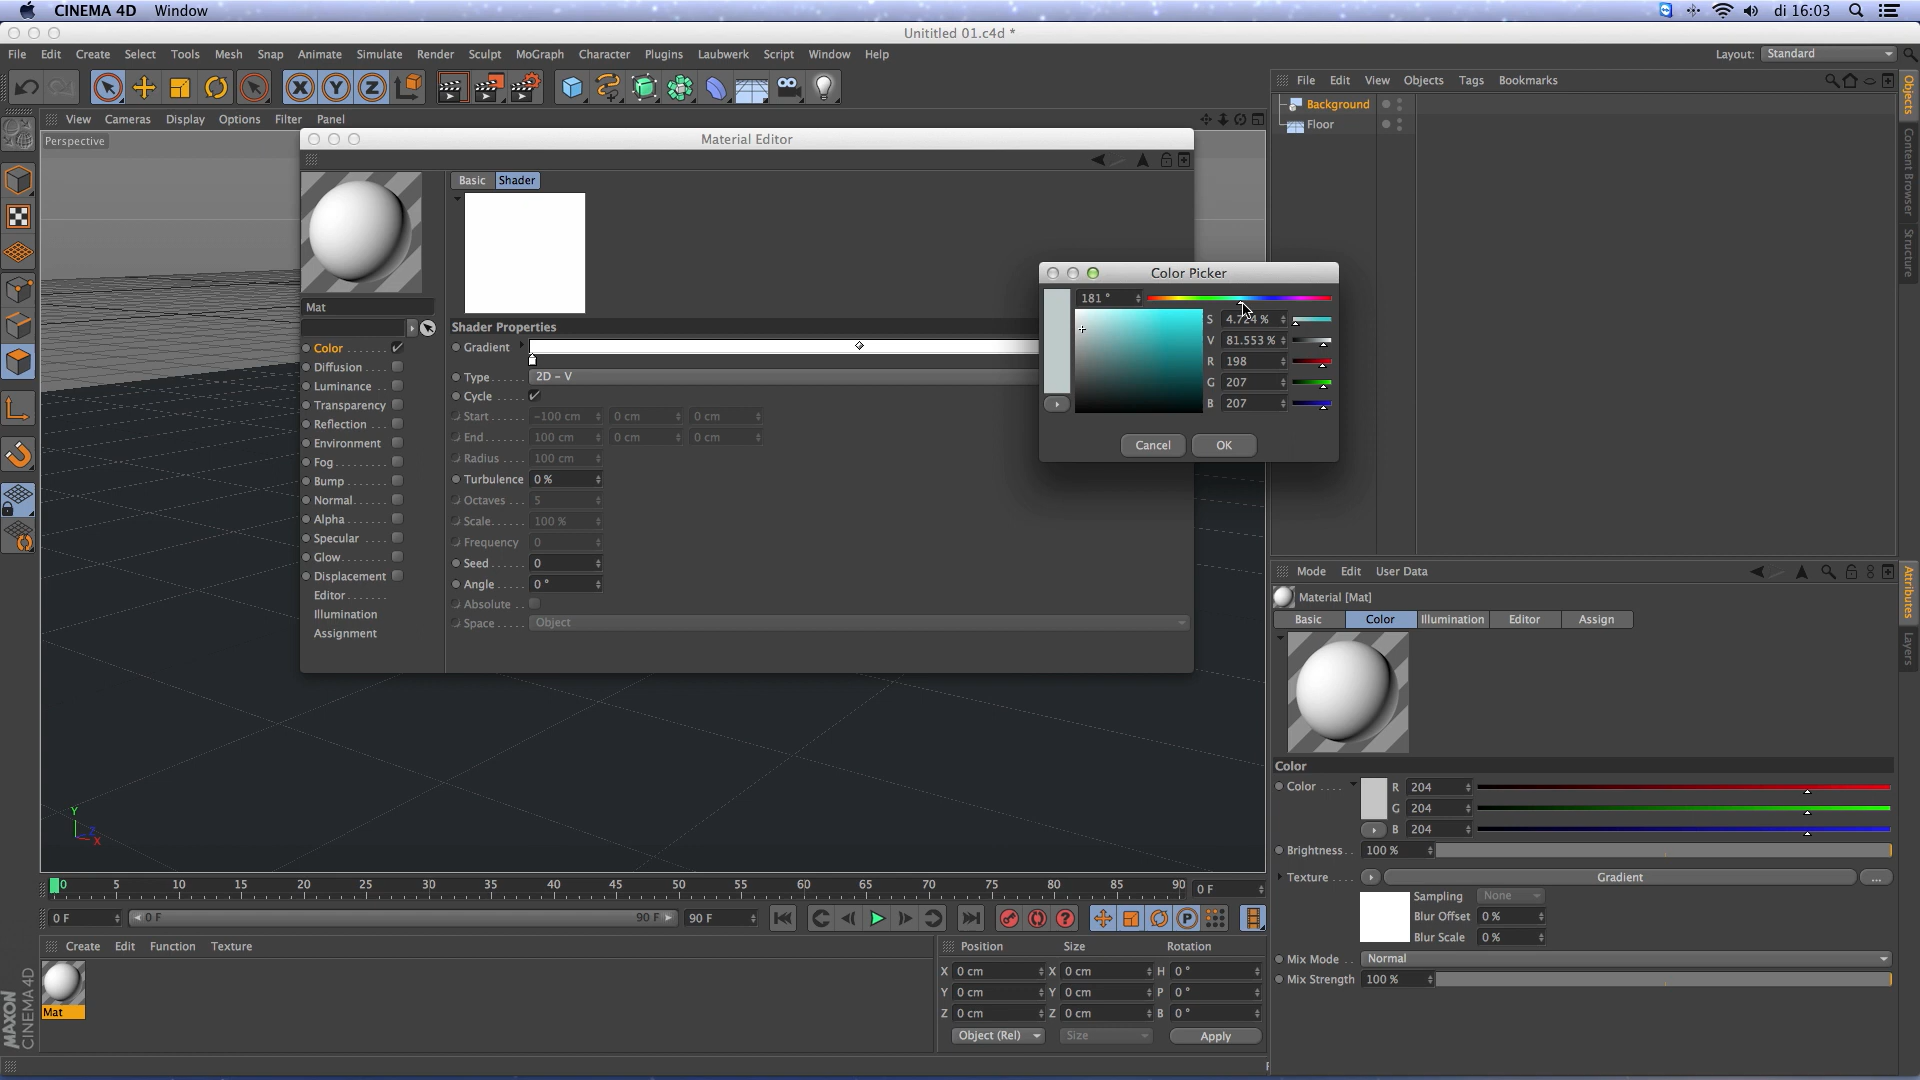 CINEMA 4D Window di 16:03
Unititled 01.c4d *
File Edit Create Select Tools Mesh Snap Animate Simulate Render Sculpt MoGraph Character Plugins Laubwerk Script Window Help Layout: Standard
File Edit View Objects Tags Bookmarks
Background
Floor
Objects
Content Browser
Structure
View Cameras Display Options Filter Panel
Perspective
Material Editor
Basic Shader
Mat
Color
Diffusion
Luminance
Transparency
Reflection
Environment
Fog
Bump
Normal
Alpha
Specular
Glow
Displacement
Editor
Illumination
Assignment
Shader Properties
Gradient
Type 2D - V
Cycle
Start -100 cm 0 cm 0 cm
End 100 cm 0 cm 0 cm
Radius 100 cm
Turbulence 0 %
Octaves 5
Scale 100 %
Frequency 0
Seed 0
Angle 0 °
Absolute
Space Object
Color Picker
181 °
S 4.724 %
V 81.553 %
R 198
G 207
B 207
Cancel OK
Mode Edit User Data
Material [Mat]
Basic Color Illumination Editor Assign
Attributes
Layers
Color
Color R 204
G 204
B 204
Brightness 100 %
Texture Gradient ...
Sampling None
Blur Offset 0 %
Blur Scale 0 %
Mix Mode Normal
Mix Strength 100 %
Y
Z
X
0 5 10 15 20 25 30 35 40 45 50 55 60 65 70 75 80 85 90 0 F
0 F 0 F 90 F 90 F
Create Edit Function Texture
Mat
Position Size Rotation
X 0 cm X 0 cm H 0 °
Y 0 cm Y 0 cm P 0 °
Z 0 cm Z 0 cm B 0 °
Object (Rel) Size Apply
MAXON
CINEMA 4D